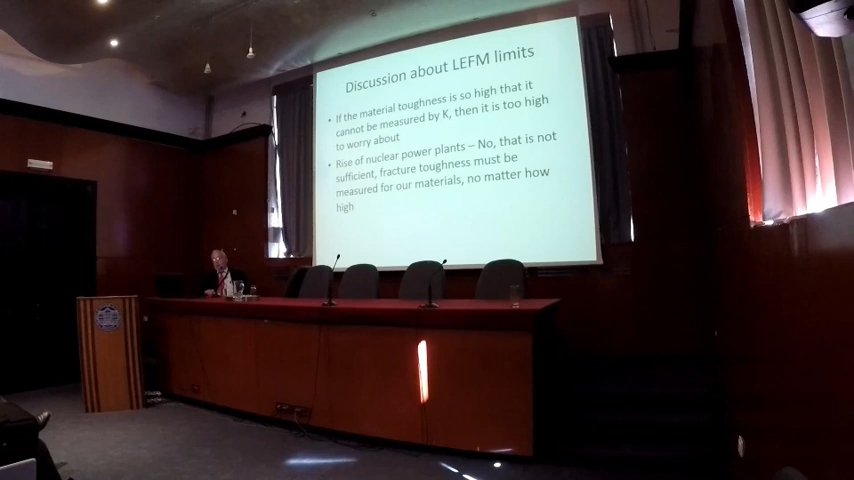 Discussion about LEFM limits
• If the material toughness is so high that it
cannot be measured by K, then it is too high
to worry about
• Rise of nuclear power plants – No, that is not
sufficient, fracture toughness must be
measured for our materials, no matter how
high